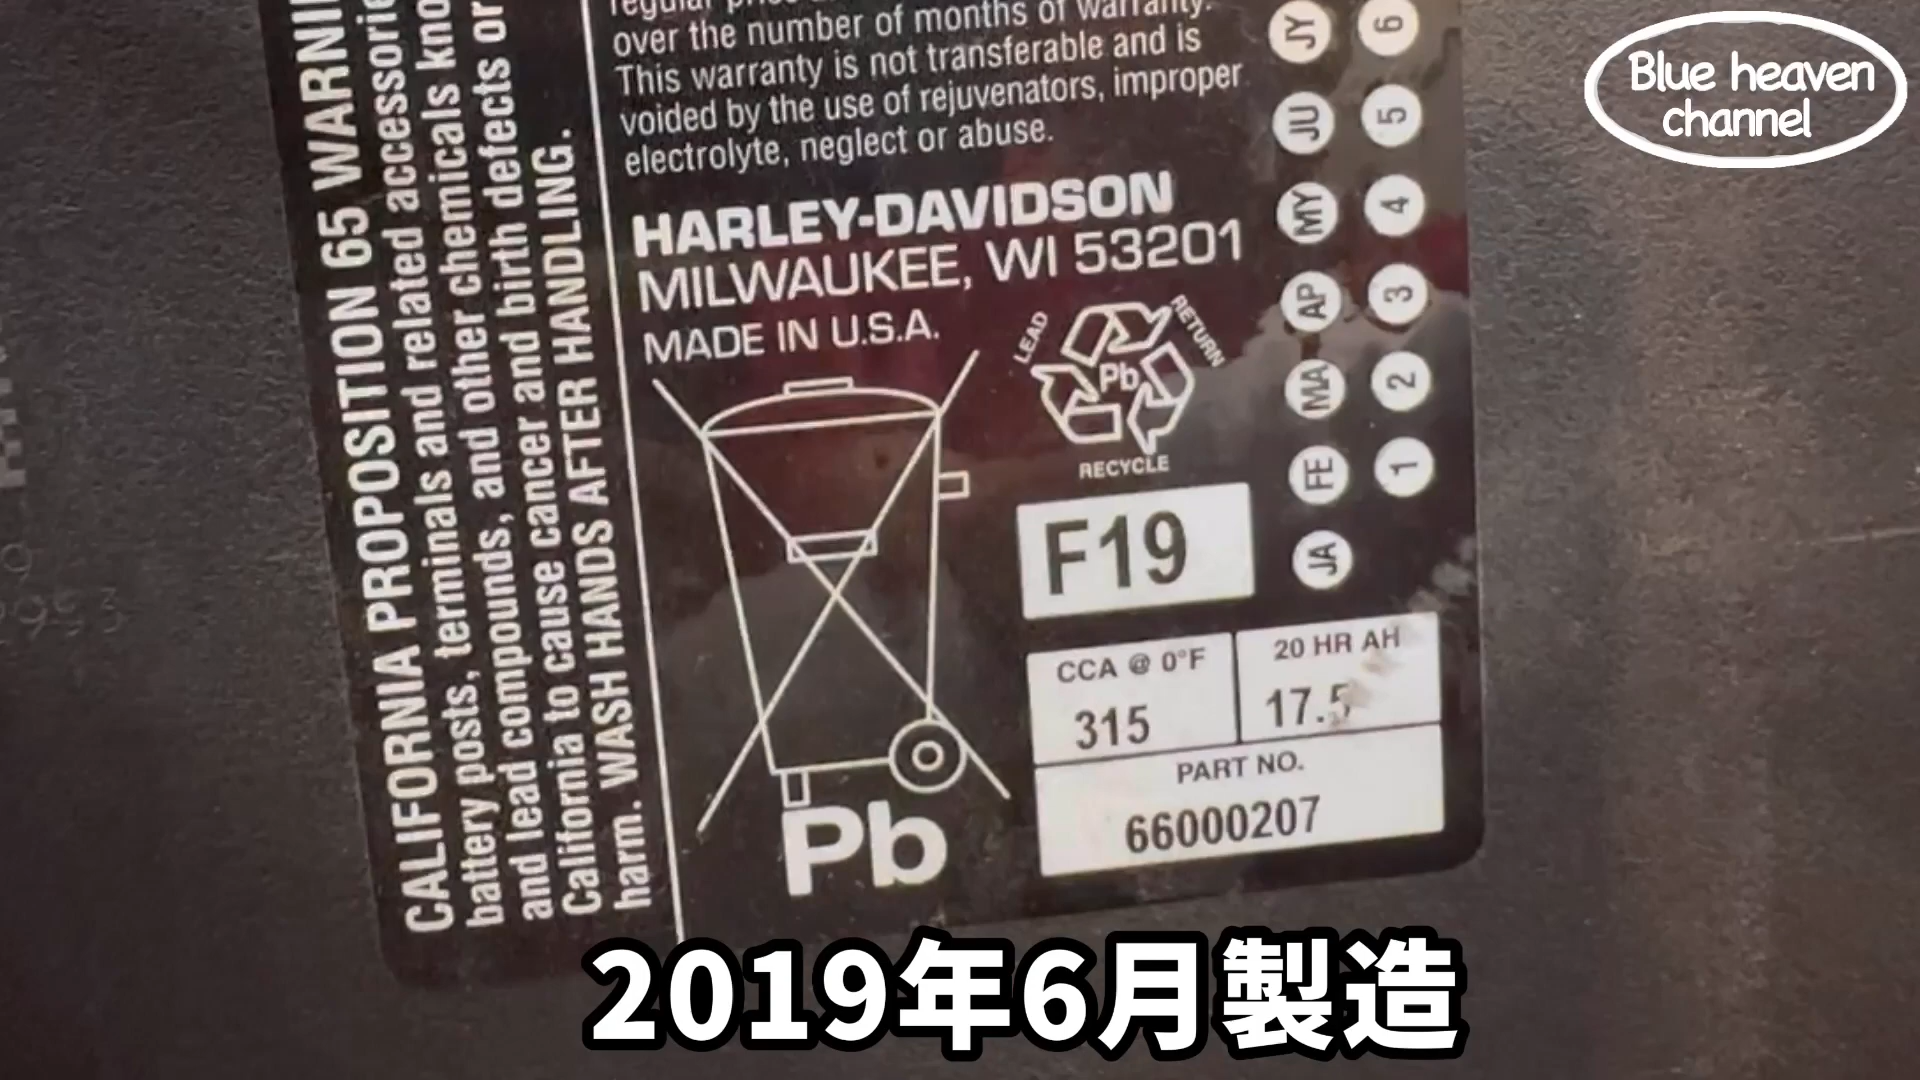 CALIFORNIA PROPOSITION 65
battery posts, terminals and related
and lead compounds, and other chemicals
California to cause cancer and birth defects or
harm. WASH HANDS AFTER HANDLING.
over the number of months of warranty.
This warranty is not transferable and is
voided by the use of rejuvenators, improper
electrolyte, neglect or abuse.
HARLEY-DAVIDSON
MILWAUKEE, WI 53201
MADE IN U.S.A.
LEAD
RETURN
Pb
RECYCLE
JY 6
JU 5
MY 4
AP 3
MA 2
FE 1
JA
F19
CCA @ 0°F
315
20 HR AH
17.5
PART NO.
66000207
Pb
Blue heaven
channel
2019年6月製造